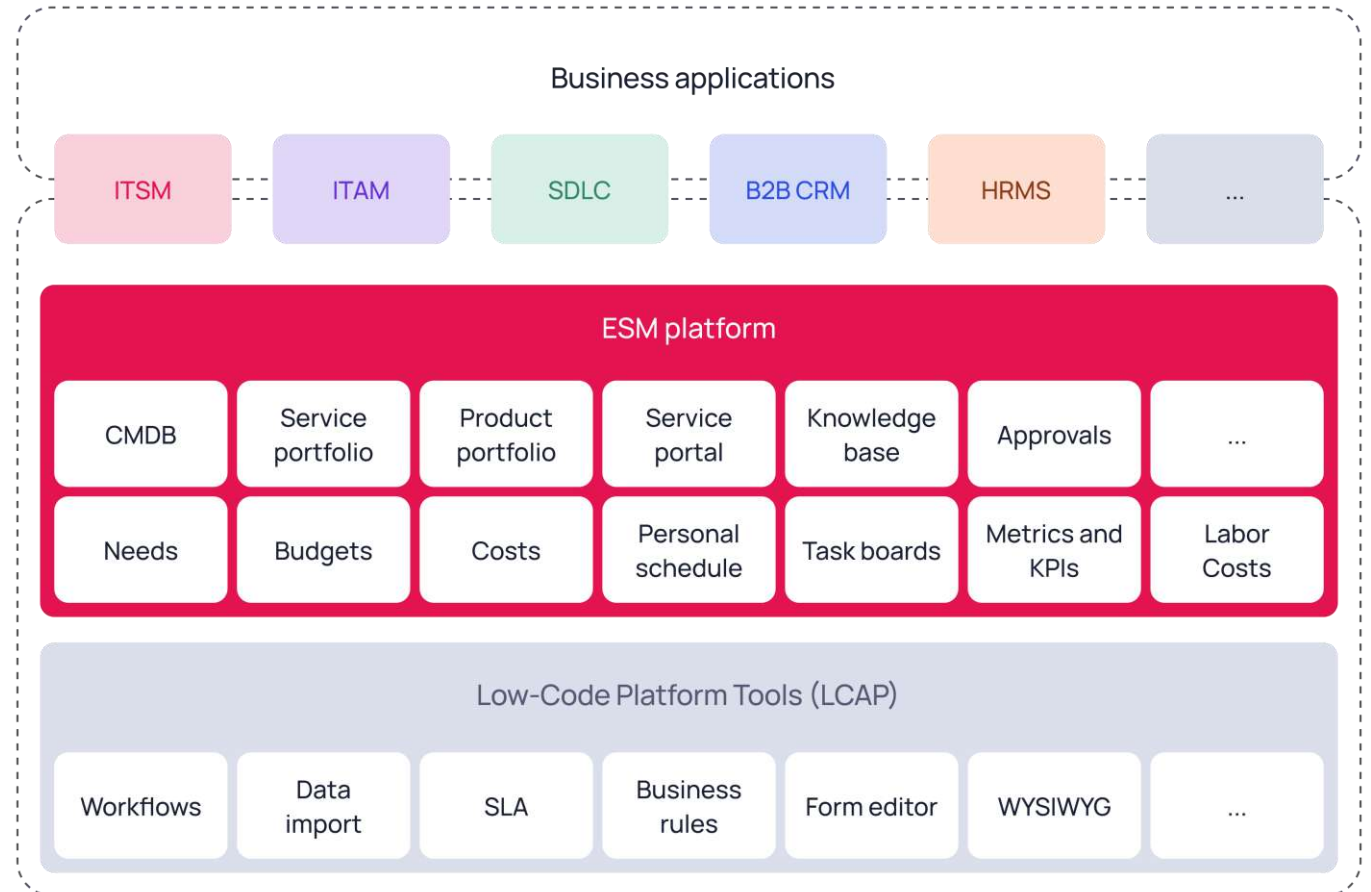 Business applications
ITSM
ITAM
SDLC
B2B CRM
HRMS
...
ESM platform
CMDB
Service
portfolio
Product
portfolio
Service
portal
Knowledge
base
Approvals
...
Needs
Budgets
Costs
Personal
schedule
Task boards
Metrics and
KPIs
Labor
Costs
Low-Code Platform Tools (LCAP)
Workflows
Data
import
SLA
Business
rules
Form editor
WYSIWYG
...